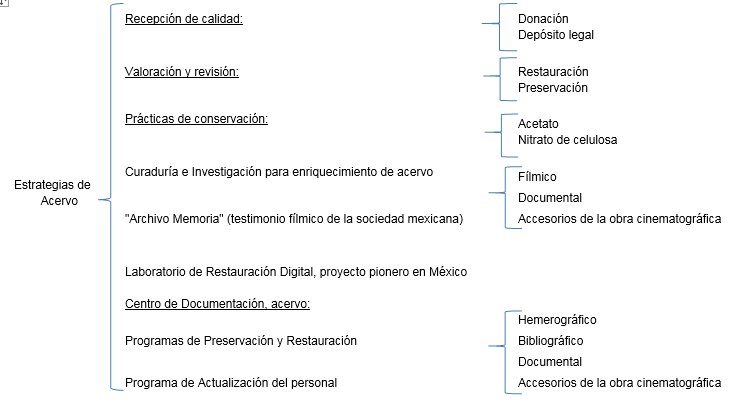 Estrategias de
Acervo
Recepción de calidad:
Donación
Depósito legal
Valoración y revisión:
Restauración
Preservación
Prácticas de conservación:
Acetato
Nitrato de celulosa
Curaduría e Investigación para enriquecimiento de acervo
"Archivo Memoria" (testimonio fílmico de la sociedad mexicana)
Fílmico
Documental
Accesorios de la obra cinematográfica
Laboratorio de Restauración Digital, proyecto pionero en México
Centro de Documentación, acervo:
Programas de Preservación y Restauración
Programa de Actualización del personal
Hemerográfico
Bibliográfico
Documental
Accesorios de la obra cinematográfica